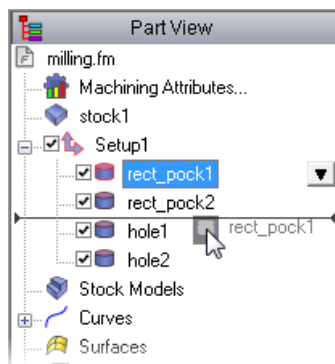 Part View
milling.fm
Machining Attributes...
stock1
Setup1
rect_pock1
rect_pock2
hole1 rect_pock1
hole2
Stock Models
Curves
Surfaces